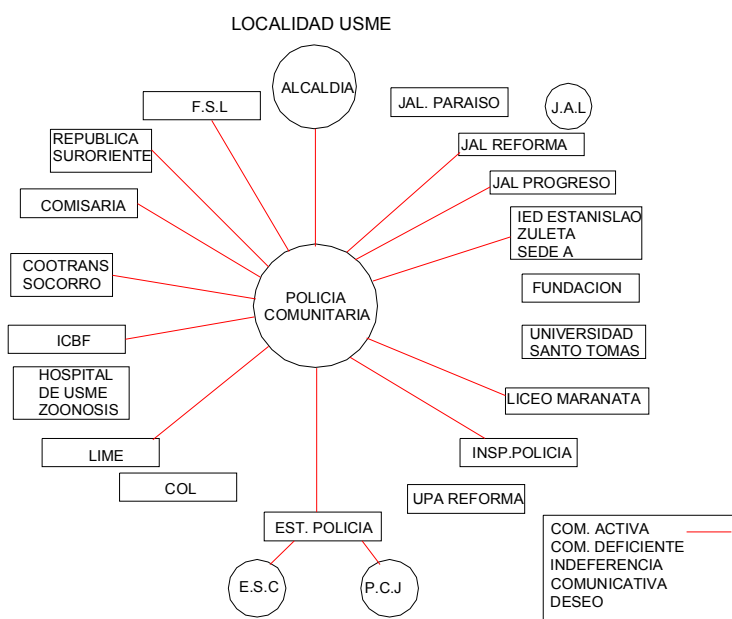 LOCALIDAD USME
ALCALDIA
F.S.L
JAL. PARAISO
J.A.L
REPUBLICA
SURORIENTE
JAL REFORMA
JAL PROGRESO
COMISARIA
IED ESTANISLAO
ZULETA
SEDE A
COOTRANS
SOCORRO
POLICIA
COMUNITARIA
FUNDACION
ICBF
UNIVERSIDAD
SANTO TOMAS
HOSPITAL
DE USME
ZOONOSIS
LICEO MARANATA
LIME
INSP.POLICIA
COL
UPA REFORMA
EST. POLICIA
E.S.C
P.C.J
COM. ACTIVA
COM. DEFICIENTE
INDEFERENCIA
COMUNICATIVA
DESEO